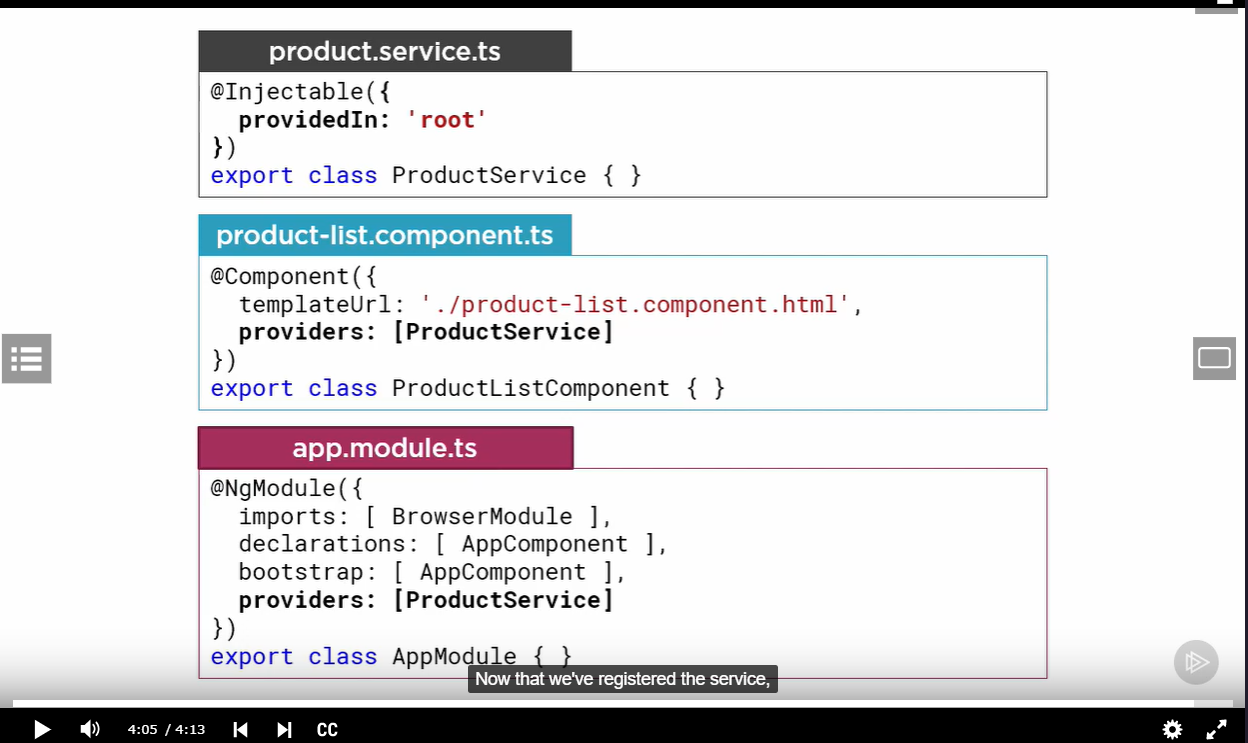 product.service.ts
@Injectable({
providedIn: 'root'
})
export class ProductService { }
product-list.component.ts
@Component({
templateUrl: './product-list.component.html',
providers: [ProductService]
})
export class ProductListComponent { }
app.module.ts
@NgModule({
imports: [ BrowserModule ],
declarations: [ AppComponent ],
bootstrap: [ AppComponent ],
providers: [ProductService]
})
export class AppModule { }
Now that we've registered the service,
4:05 / 4:13
CC